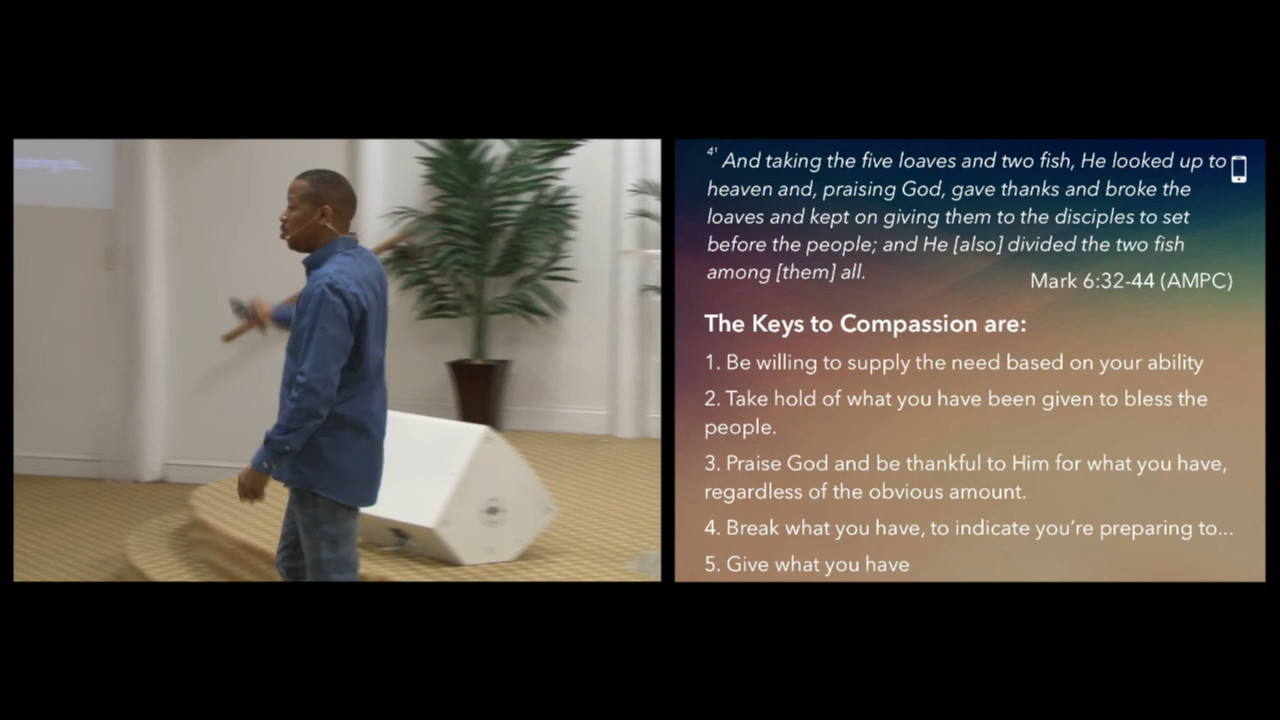 41 And taking the five loaves and two fish, He looked up to
heaven and, praising God, gave thanks and broke the
loaves and kept on giving them to the disciples to set
before the people; and He [also] divided the two fish
among [them] all.
Mark 6:32-44 (AMPC)
The Keys to Compassion are:
1. Be willing to supply the need based on your ability
2. Take hold of what you have been given to bless the
people.
3. Praise God and be thankful to Him for what you have,
regardless of the obvious amount.
4. Break what you have, to indicate you're preparing to...
5. Give what you have